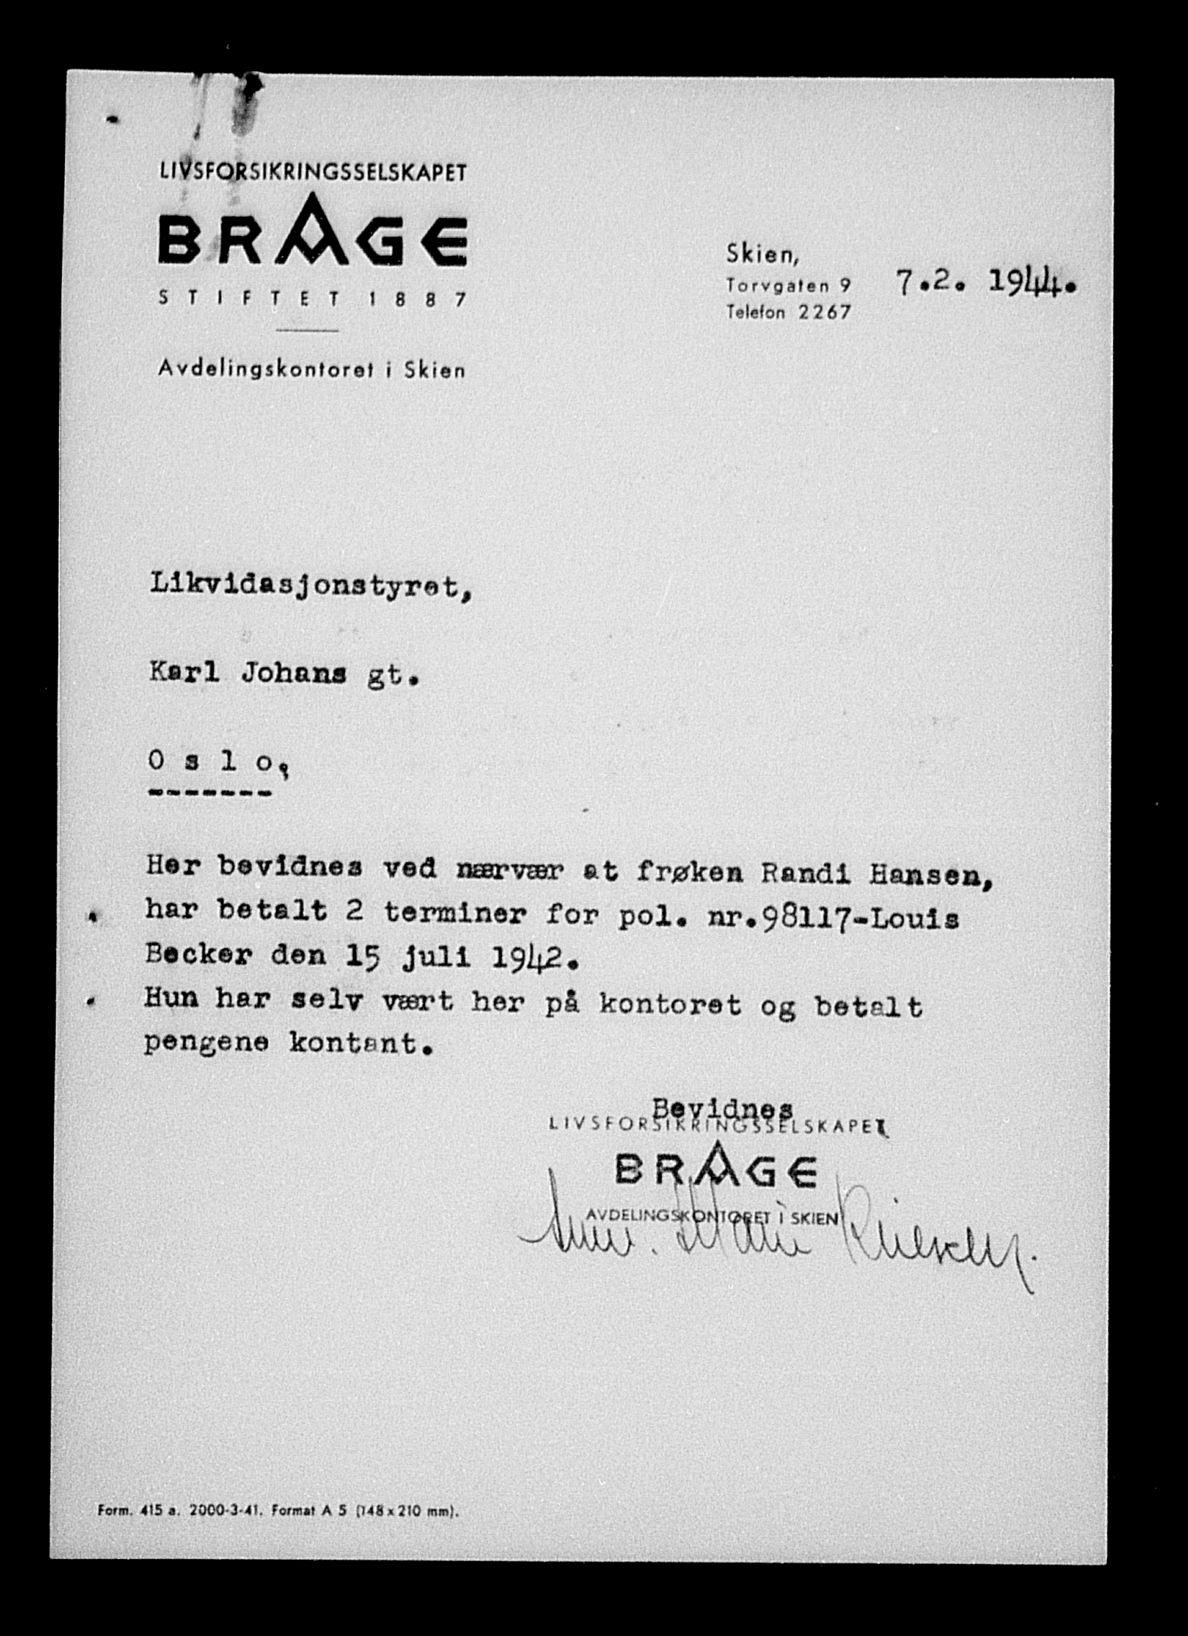 LIVSFORSIKRINGSSELSKAPET
BRAGE
STIFTET 1887
Avdelingskontoret i Skien
Skien,
Torvgaten 9 7.2. 1944.
Telefon 2267
Likvidasjonstyret,
Karl Johans gt.
O s l o,
-------
Her bevidnes ved nærvær at frøken Randi Hansen,
har betalt 2 terminer for pol. nr.98117-Louis
Becker den 15 juli 1942.
Hun har selv vært her på kontoret og betalt
pengene kontant.
Bevidnes
LIVSFORSIKRINGSSELSKAPET
BRAGE
AVDELINGSKONTORET I SKIEN
Form. 415 a. 2000-3-41. Format A 5 (148 x 210 mm).